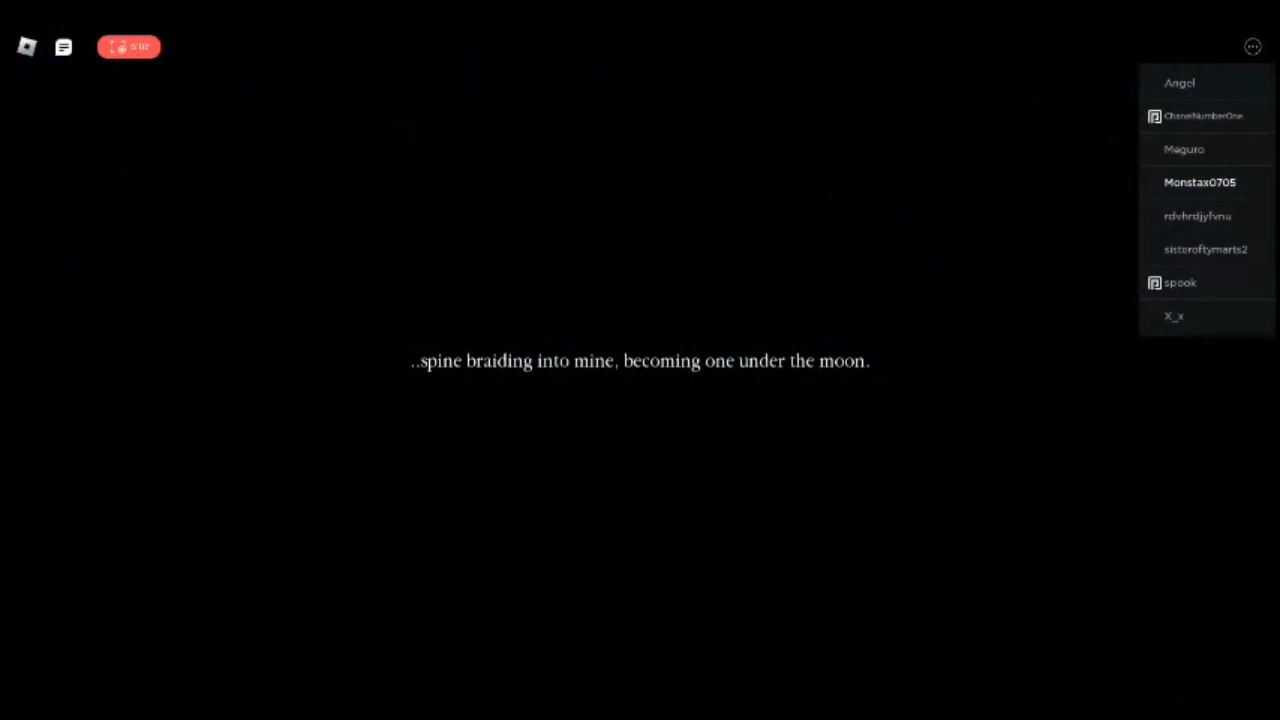 Angel
ChanelNumberOne
Meguro
Monstax0705
rdvhrdjyfvnu
sisteroftymarts2
spook
X_x
..spine braiding into mine, becoming one under the moon.